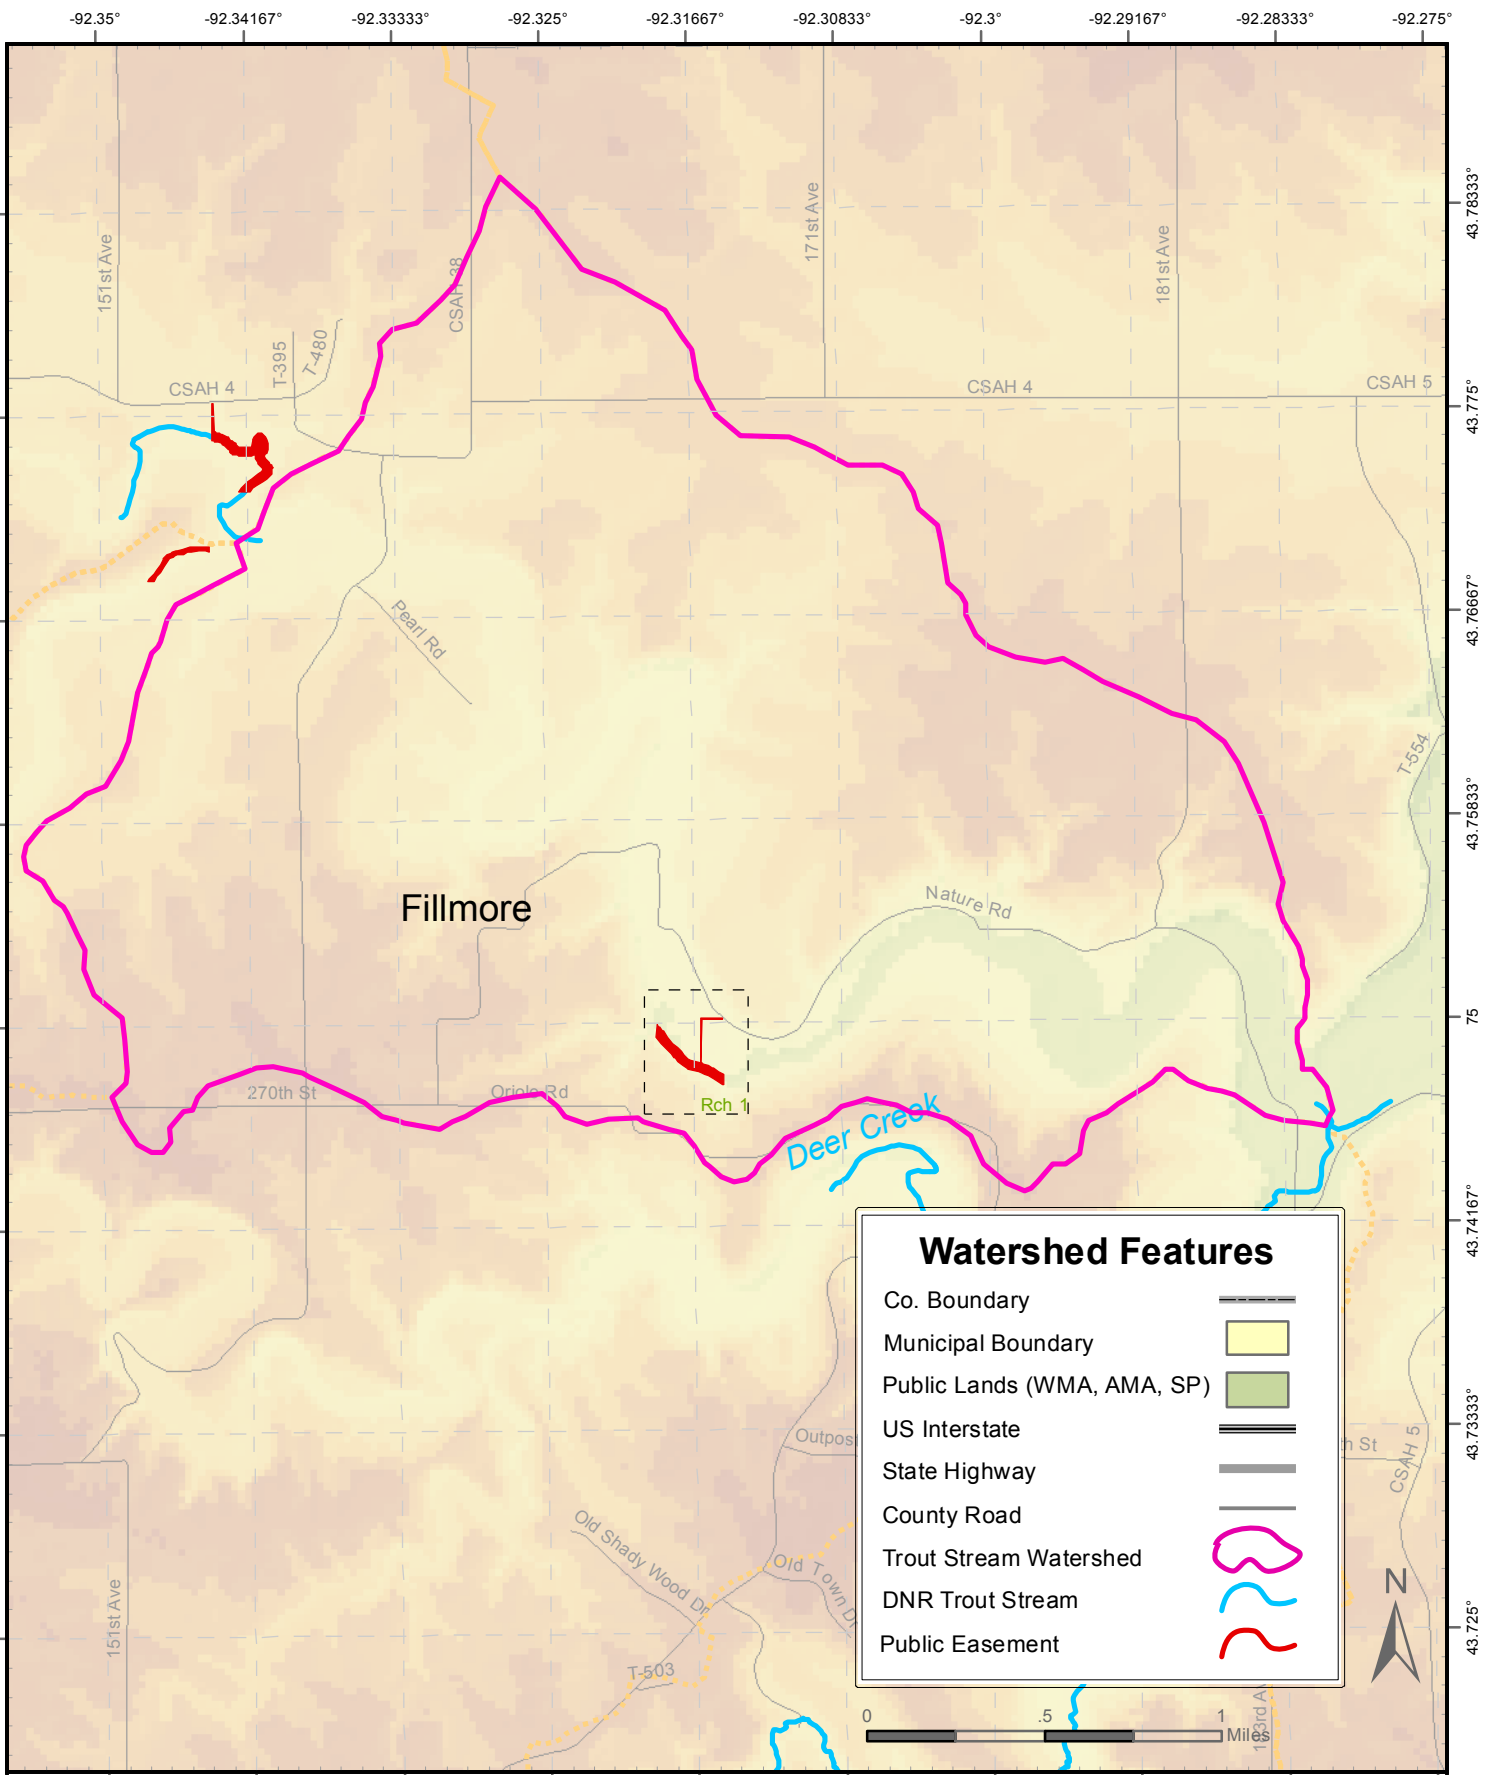 -92.35° -92.34167° -92.33333° -92.325° -92.31667° -92.30833° -92.3° -92.29167° -92.28333° -92.275°
43.78333°
171st Ave
181st Ave
151st Ave
CSAH 38
T-480
T-395
CSAH 4
CSAH 4
CSAH 5
43.775°
43.76667°
Pearl Rd
T-554
43.75833°
Fillmore
Nature Rd
75
270th St
Oriole Rd
Rch 1
Deer Creek
43.74167°
Watershed Features
Co. Boundary
Municipal Boundary
Public Lands (WMA, AMA, SP)
US Interstate
State Highway
County Road
Trout Stream Watershed
DNR Trout Stream
Public Easement
Outpos
th St
CSAH 5
43.73333°
Old Shady Wood Dr
Old Town Dr
151st Ave
N
43.725°
T-503
0 .5 1
Miles